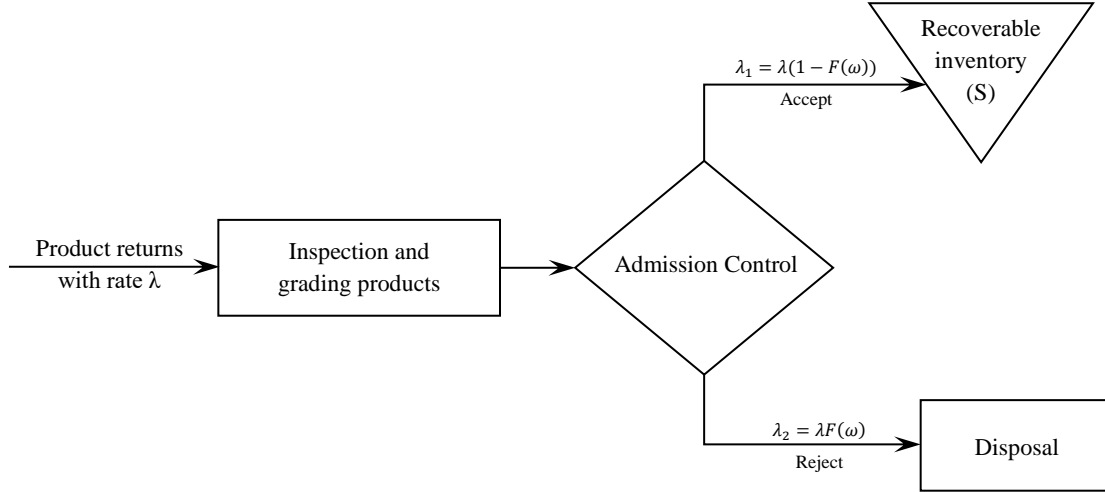 Product returns
with rate λ
Inspection and
grading products
Admission Control
λ₁ = λ(1 − F(ω))
Accept
Recoverable
inventory
(S)
λ₂ = λF(ω)
Reject
Disposal